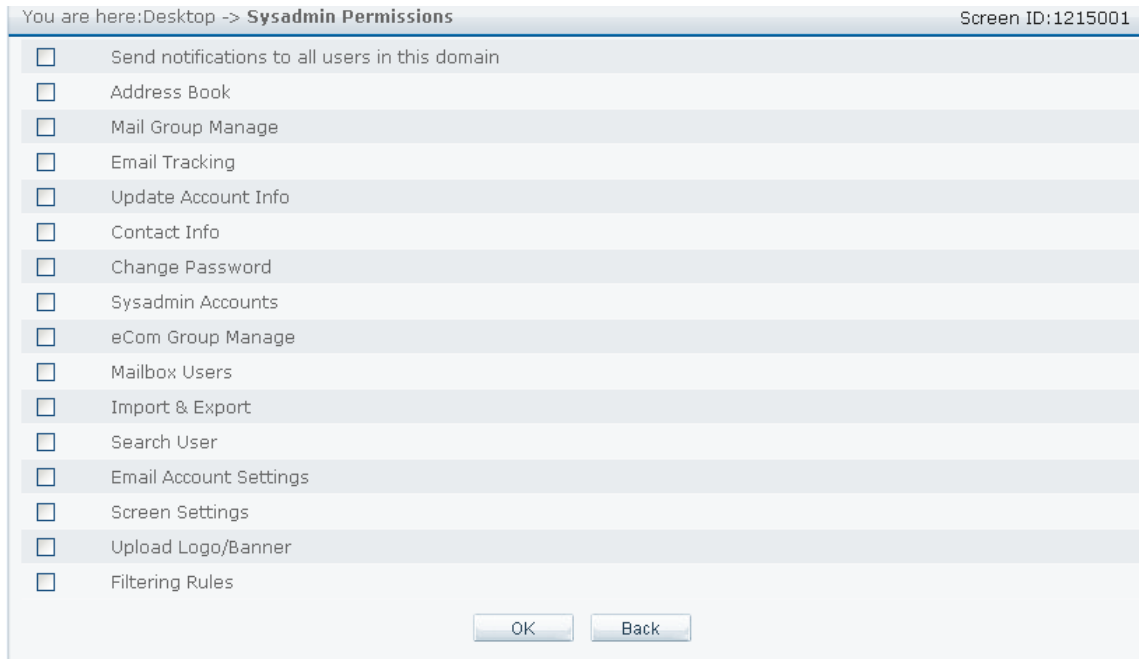 You are here:Desktop -> Sysadmin Permissions Screen ID:1215001
Send notifications to all users in this domain
Address Book
Mail Group Manage
Email Tracking
Update Account Info
Contact Info
Change Password
Sysadmin Accounts
eCom Group Manage
Mailbox Users
Import & Export
Search User
Email Account Settings
Screen Settings
Upload Logo/Banner
Filtering Rules
OK Back